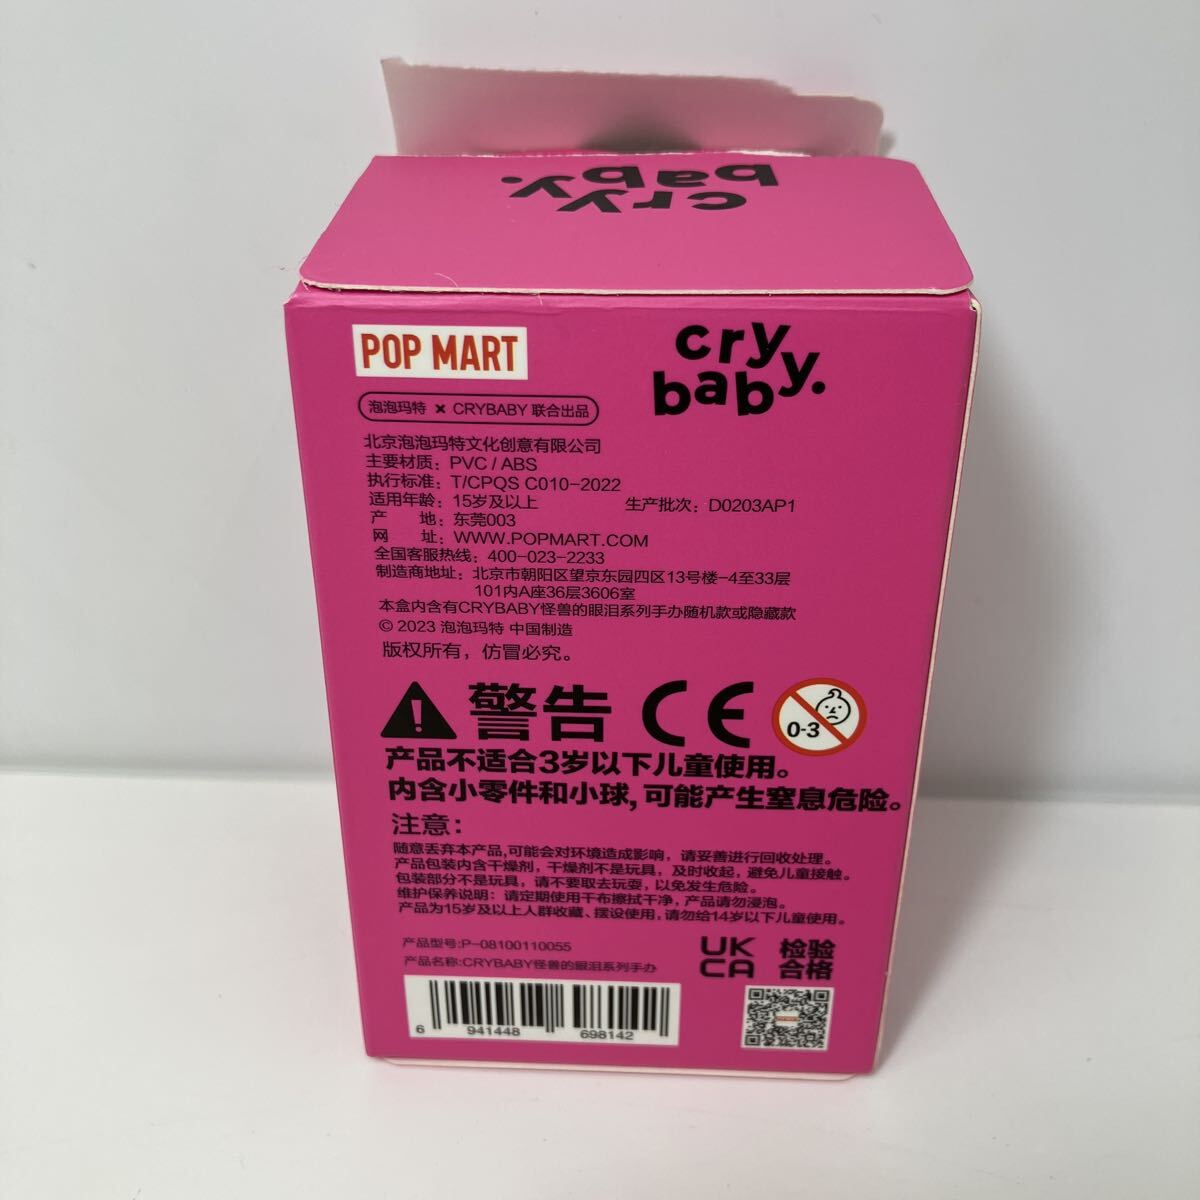 cry
baby.
POP MART
cry
baby.
泡泡玛特 × CRYBABY 联合出品
北京泡泡玛特文化创意有限公司
主要材质：PVC / ABS
执行标准：T/CPQS C010-2022
适用年龄：15岁及以上 生产批次：D0203AP1
产 地：东莞003
网 址：WWW.POPMART.COM
全国客服热线：400-023-2233
制造商地址：北京市朝阳区望京东园四区13号楼-4至33层
101内A座36层3606室
本盒内含有CRYBABY怪兽的眼泪系列手办随机款或隐藏款
© 2023 泡泡玛特 中国制造
版权所有，仿冒必究。
警告 CE 0-3
产品不适合3岁以下儿童使用。
内含小零件和小球,可能产生窒息危险。
注意：
随意丢弃本产品,可能会对环境造成影响，请妥善进行回收处理。
产品包装内含干燥剂，干燥剂不是玩具，及时收起，避免儿童接触。
包装部分不是玩具，请不要取去玩耍，以免发生危险。
维护保养说明：请定期使用干布擦拭干净，产品请勿浸泡。
产品为15岁及以上人群收藏、摆设使用，请勿给14岁以下儿童使用。
产品型号:P-08100110055
产品名称:CRYBABY怪兽的眼泪系列手办
UK
CA
检验
合格
6 941448 698142
POP MART